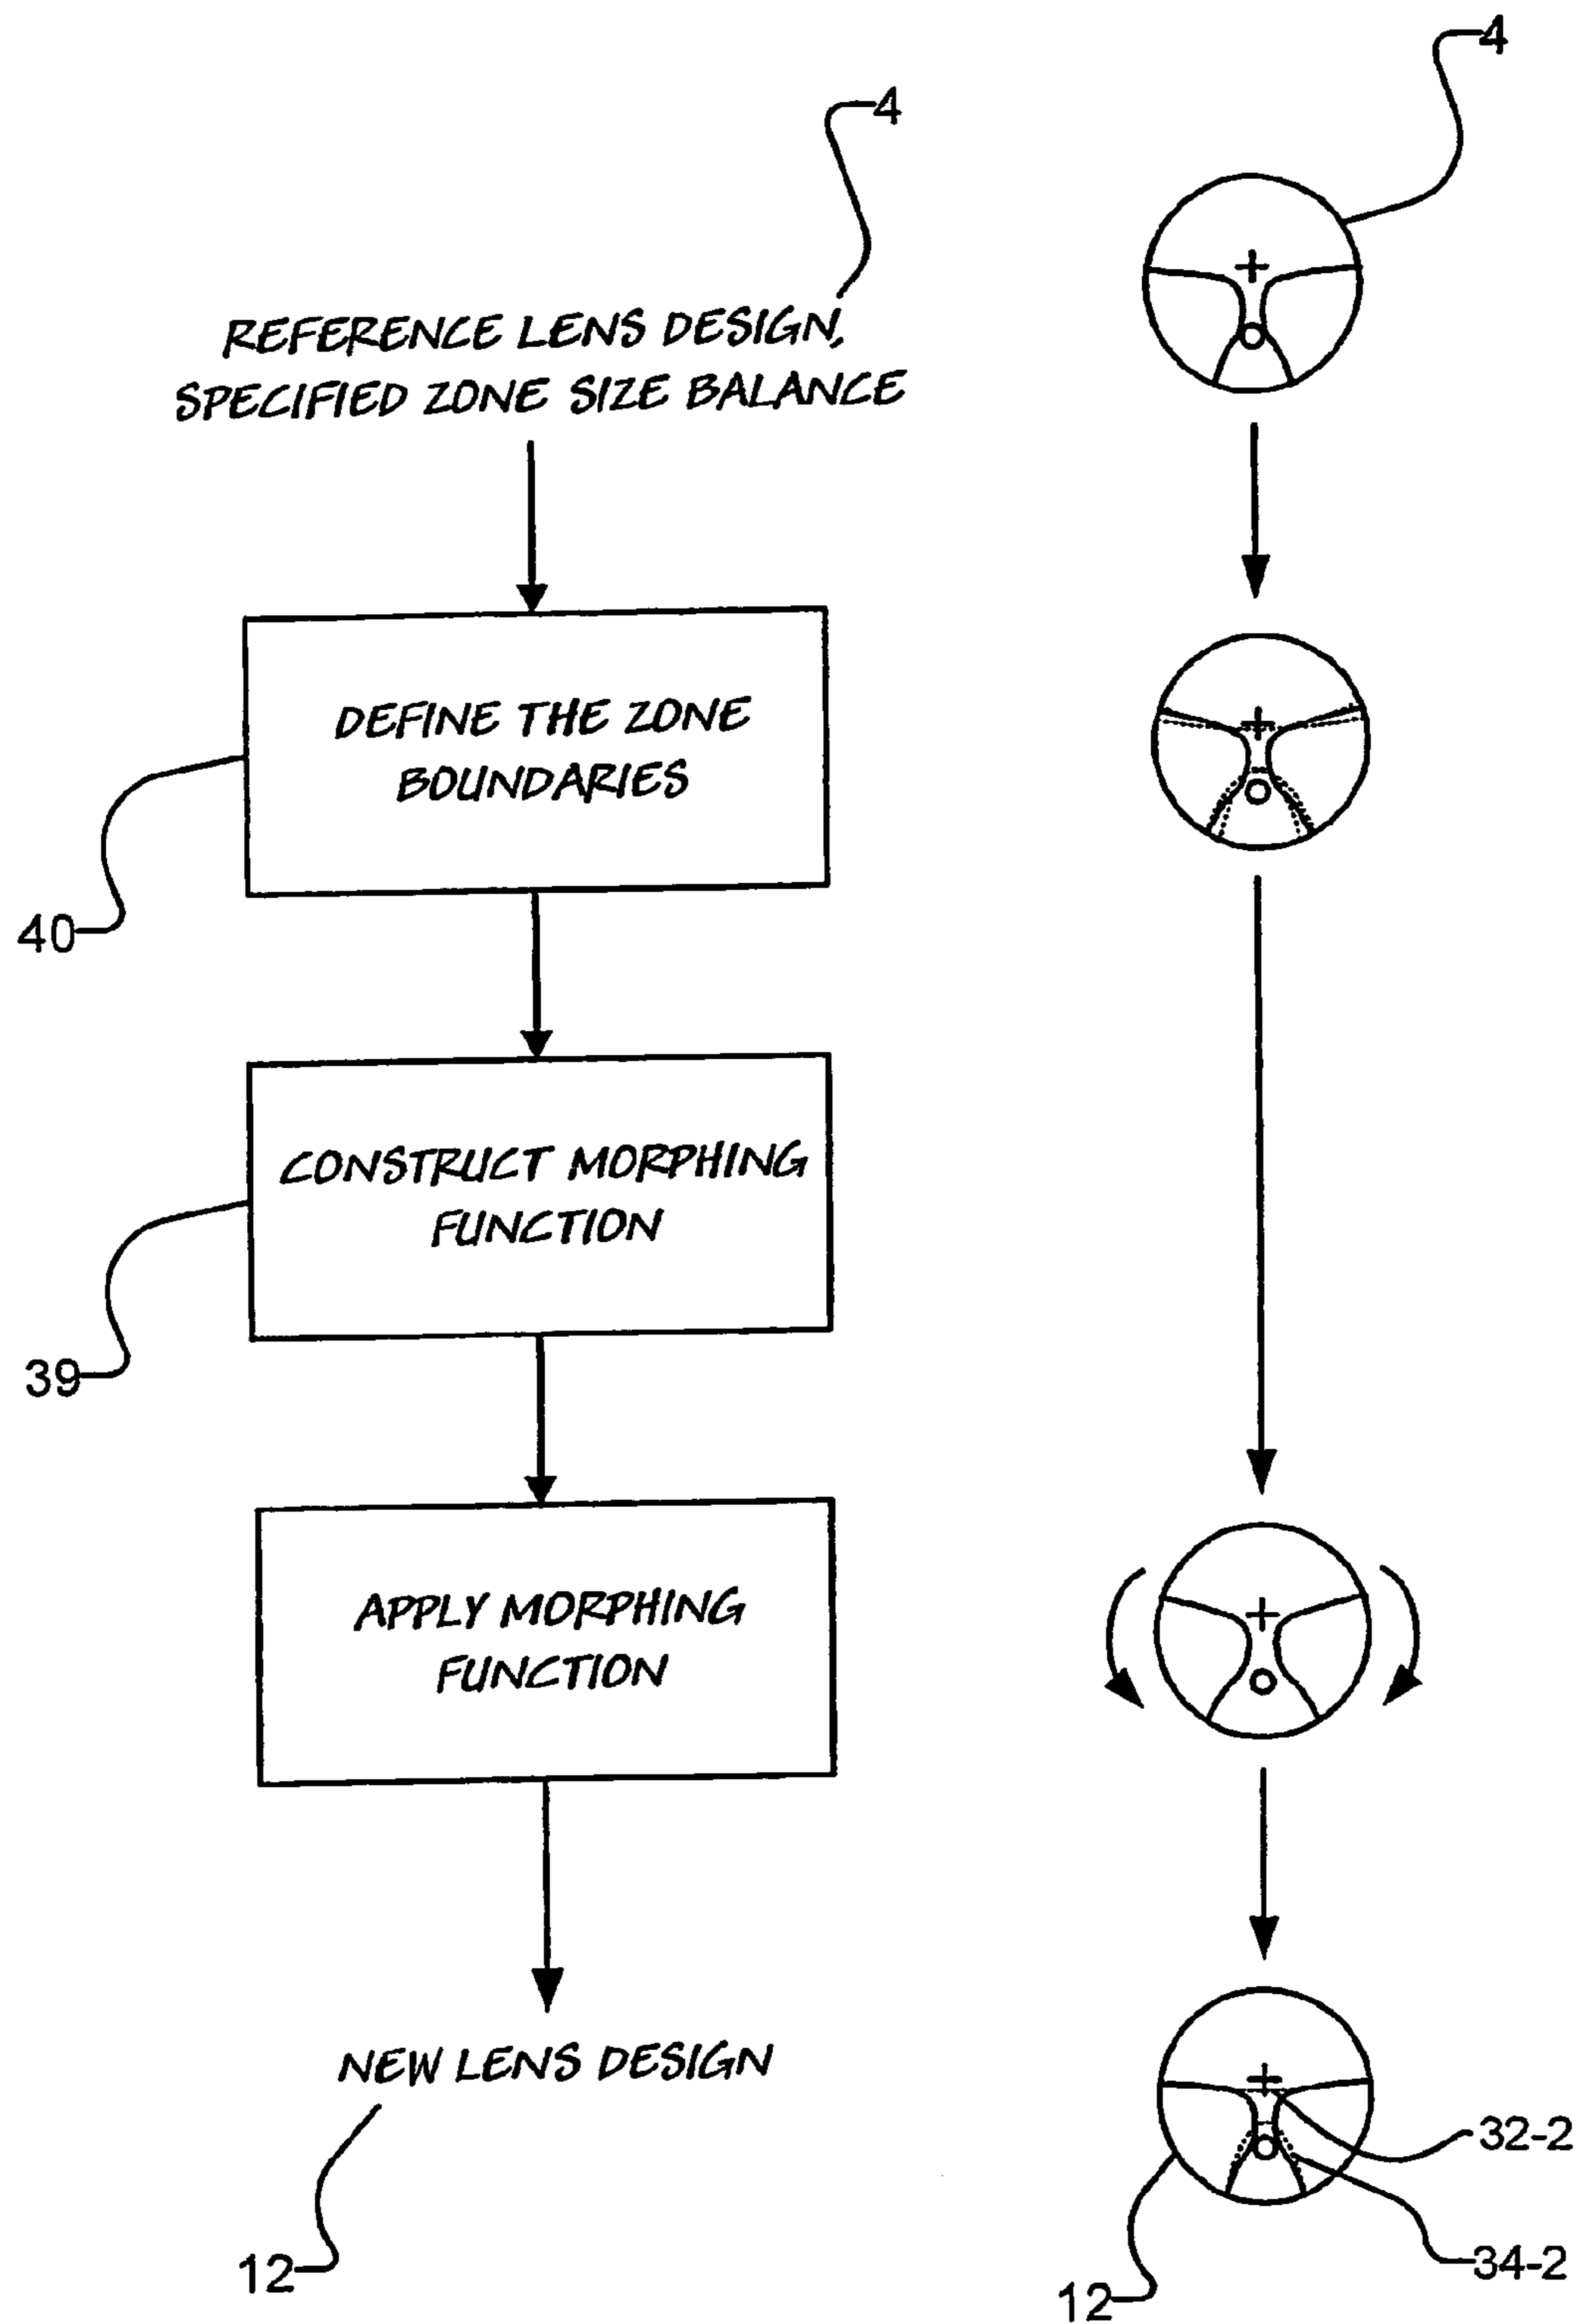 4
4
REFERENCE LENS DESIGN,
SPECIFIED ZONE SIZE BALANCE
DEFINE THE ZONE
BOUNDARIES
40
CONSTRUCT MORPHING
FUNCTION
39
APPLY MORPHING
FUNCTION
NEW LENS DESIGN
32-2
34-2
12
12